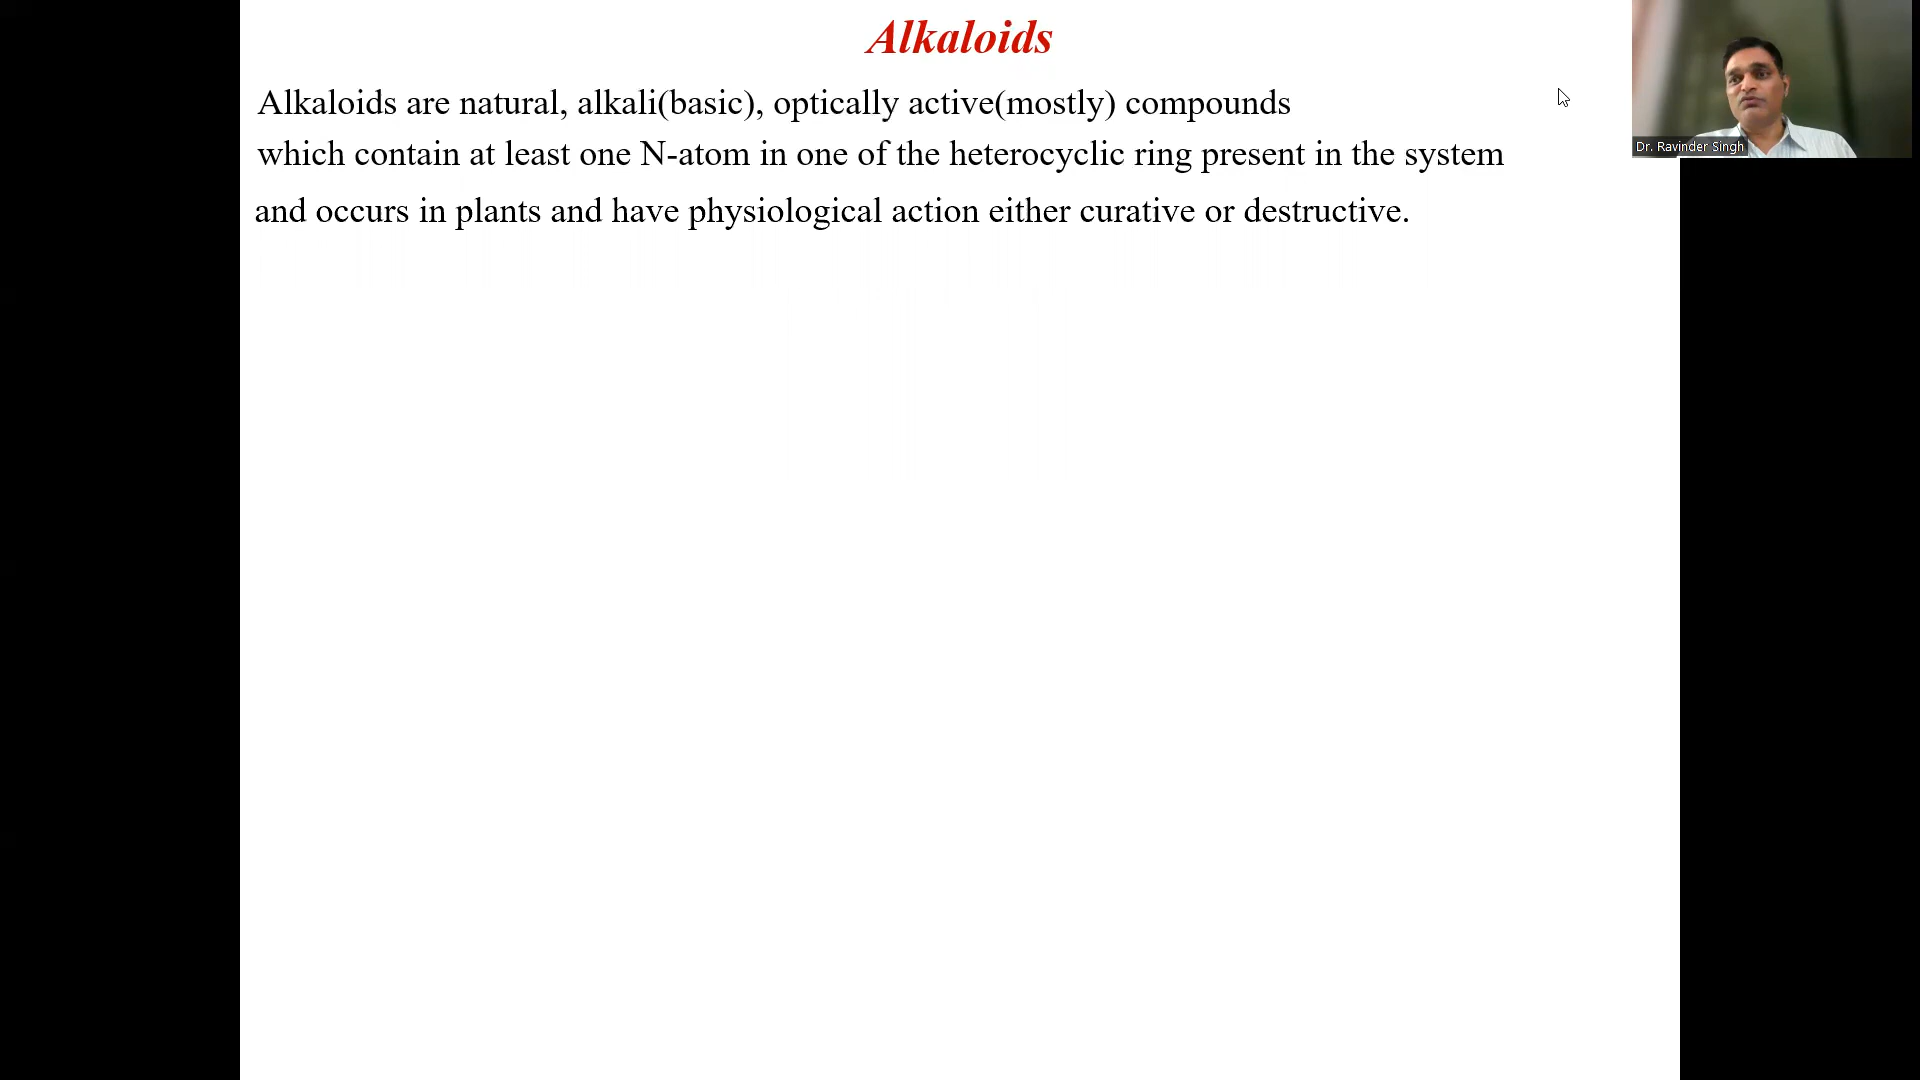 Alkaloids
Alkaloids are natural, alkali(basic), optically active(mostly) compounds
which contain at least one N-atom in one of the heterocyclic ring present in the system
and occurs in plants and have physiological action either curative or destructive.
Dr. Ravinder Singh